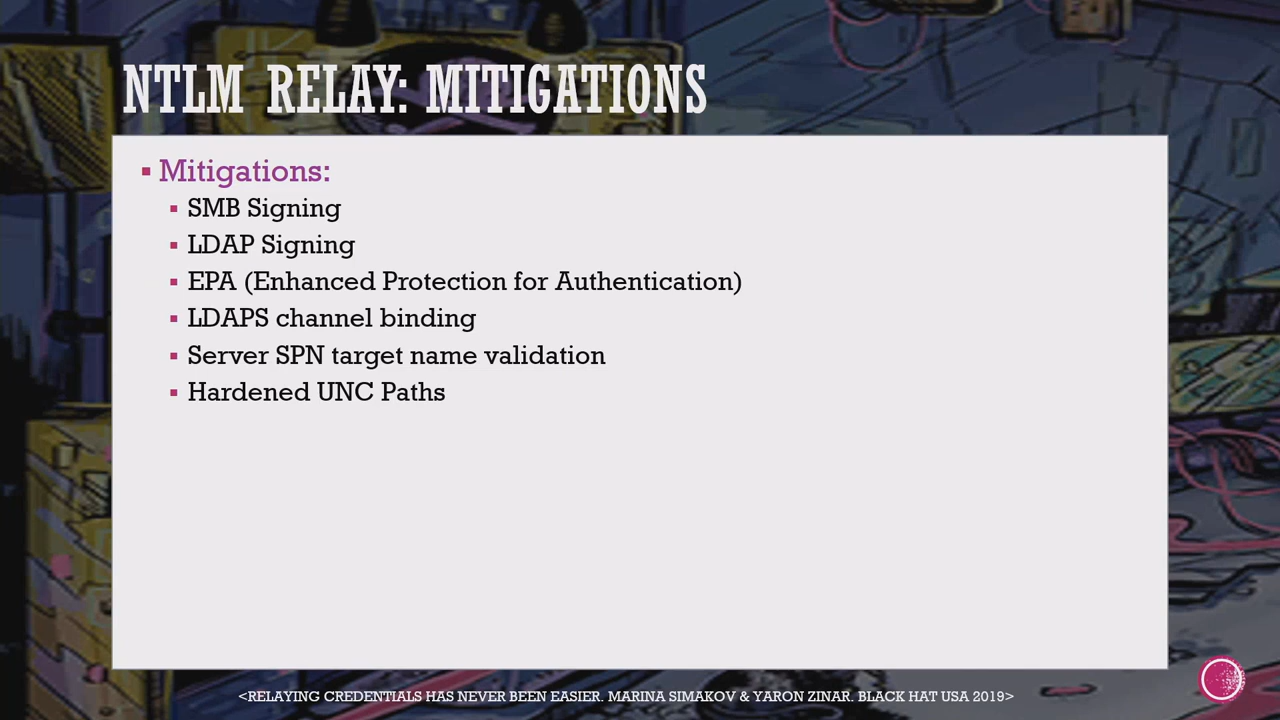 NTLM RELAY: MITIGATIONS
Mitigations:
SMB Signing
LDAP Signing
EPA (Enhanced Protection for Authentication)
LDAPS channel binding
Server SPN target name validation
Hardened UNC Paths
<RELAYING CREDENTIALS HAS NEVER BEEN EASIER. MARINA SIMAKOV & YARON ZINAR. BLACK HAT USA 2019>